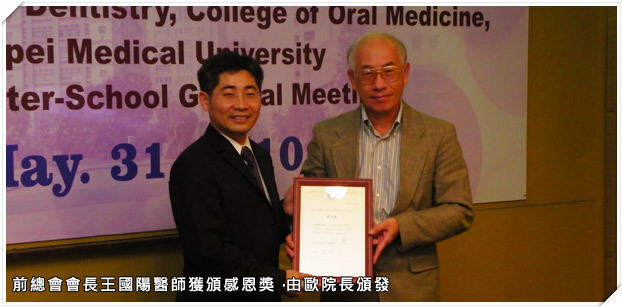 Dentistry, College of Oral Medicine,
pei Medical University
ter-School G al Meet
May. 31 10
前總會會長王國陽醫師獲頒感恩獎，由歐院長頒發